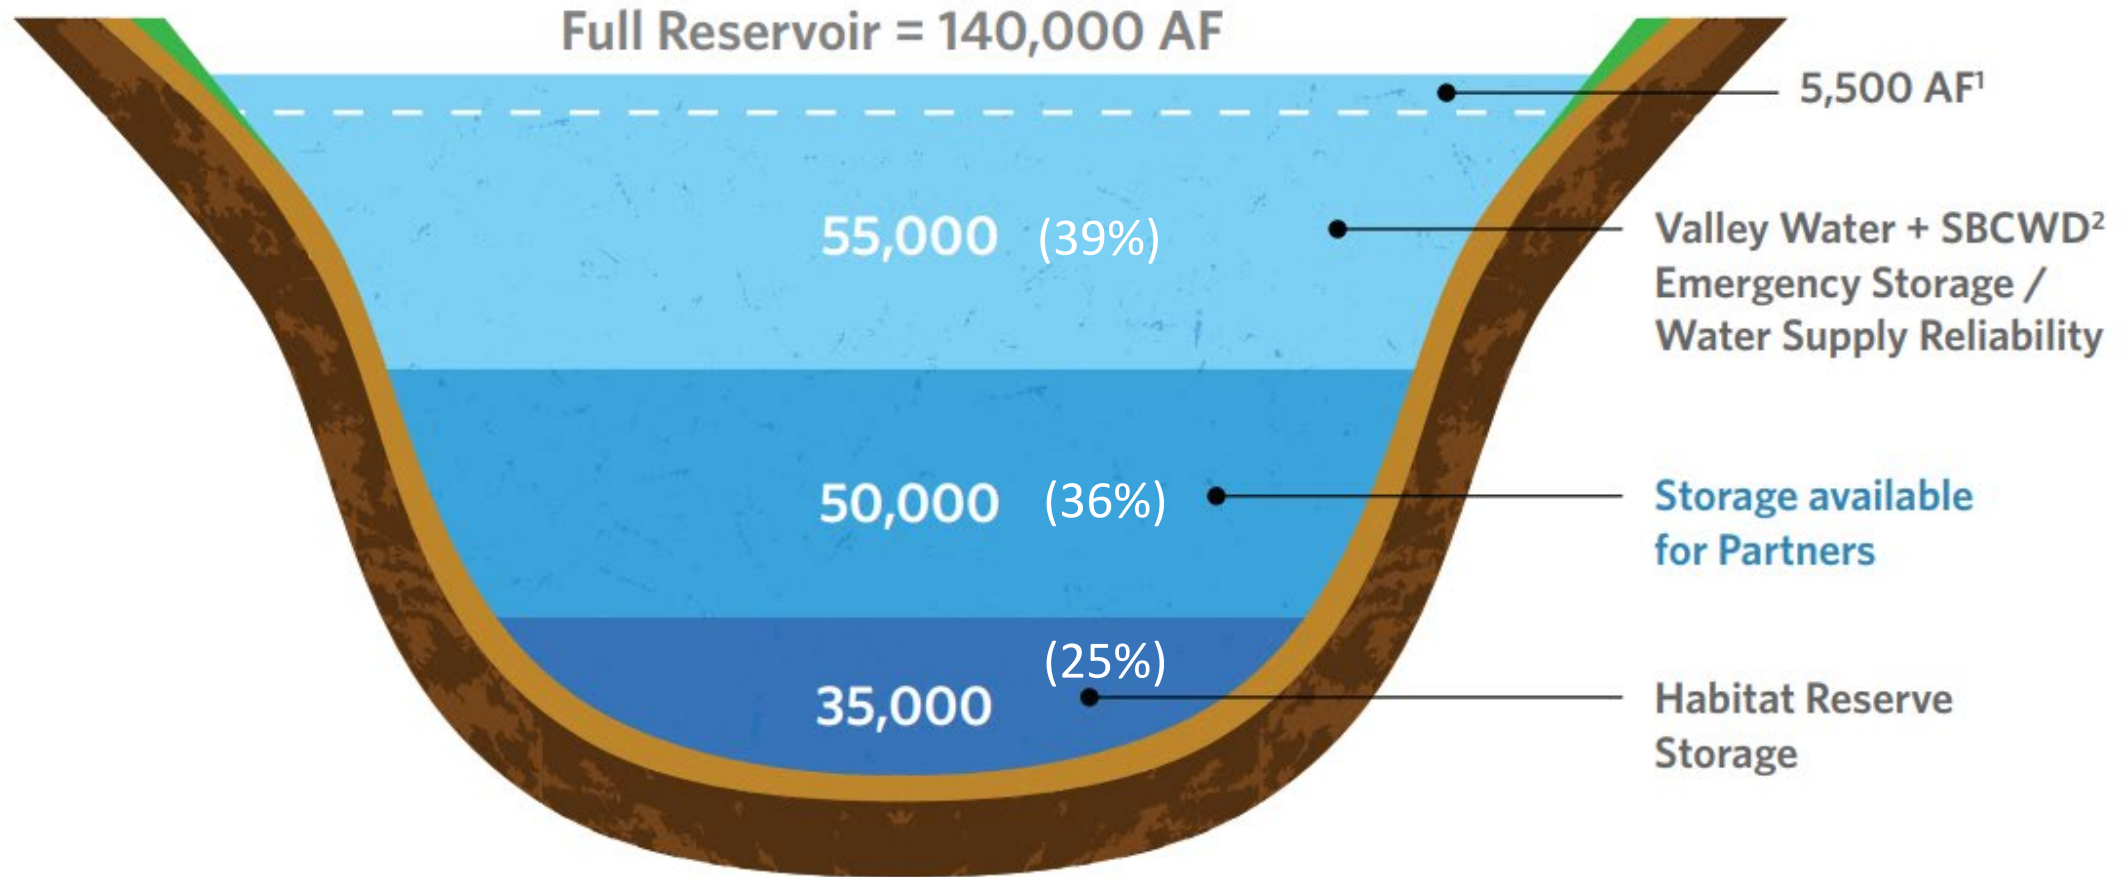 Full Reservoir = 140,000 AF
5,500 AF¹
55,000 (39%)
Valley Water + SBCWD²
Emergency Storage /
Water Supply Reliability
50,000 (36%)
Storage available
for Partners
(25%)
35,000
Habitat Reserve
Storage